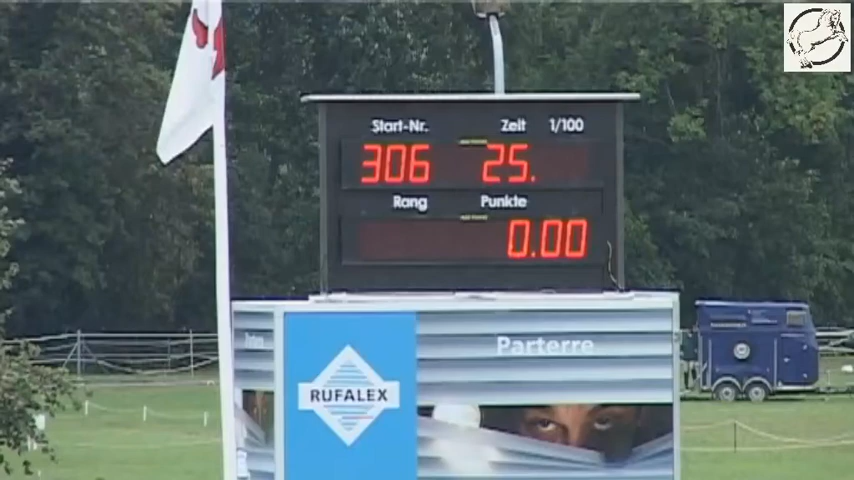 Start-Nr. Zeit 1/100
306 25.
Rang Punkte
0.00
Parterre
RUFALEX